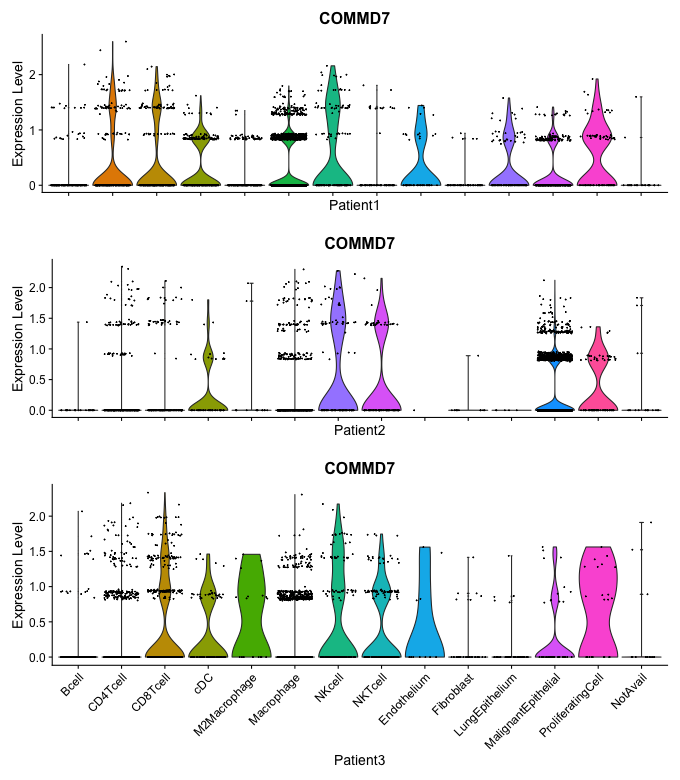 COMMD7
Expression Level
2
1
0
Patient1
COMMD7
Expression Level
2.0
1.5
1.0
0.5
0.0
Patient2
COMMD7
Expression Level
2.0
1.5
1.0
0.5
0.0
Bcell
CD4Tcell
CD8Tcell
cDC
M2Macrophage
Macrophage
NKcell
NKTcell
Endothelium
Fibroblast
LungEpithelium
MalignantEpithelial
ProliferatingCell
NotAvail
Patient3